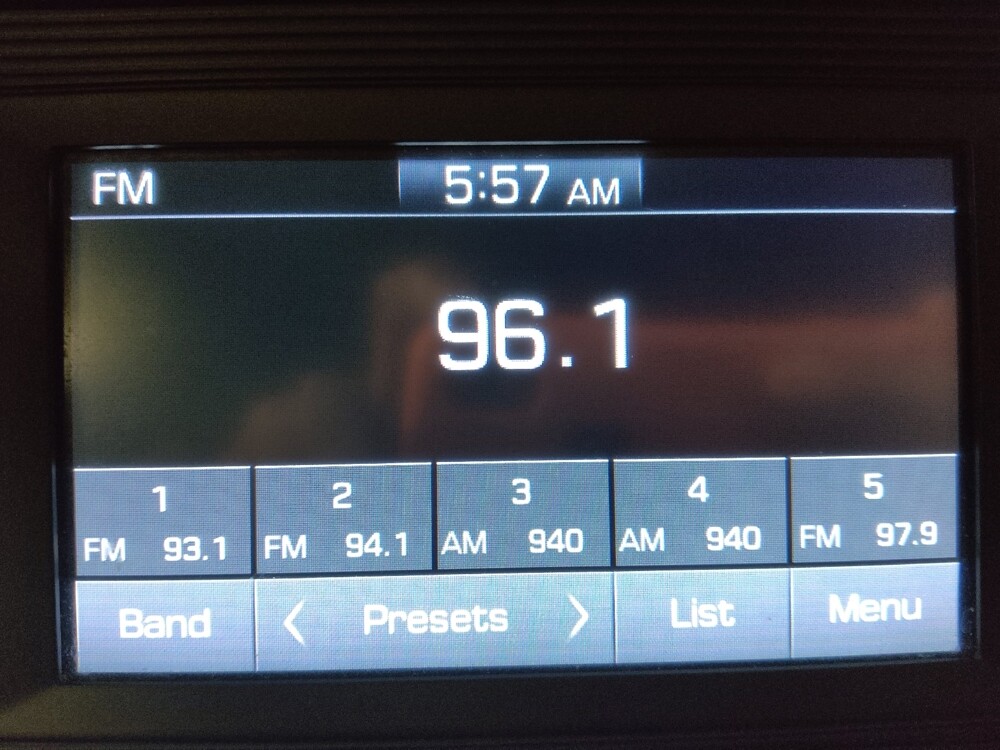 FM 5:57 AM
96.1
1 2 3 4 5
FM 93.1 FM 94.1 AM 940 AM 940 FM 97.9
Band < Presets > List Menu